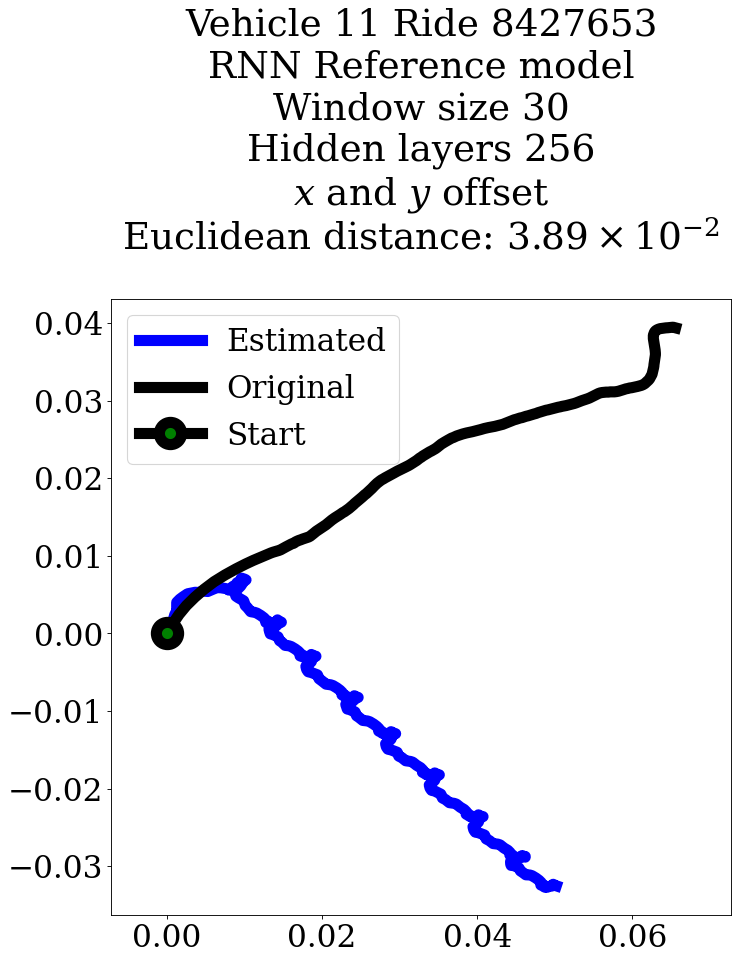 Vehicle 11 Ride 8427653
RNN Reference model
Window size 30
Hidden layers 256
x and y offset
Euclidean distance: 3.89 × 10⁻²
Estimated
Original
Start
0.04
0.03
0.02
0.01
0.00
−0.01
−0.02
−0.03
0.00 0.02 0.04 0.06